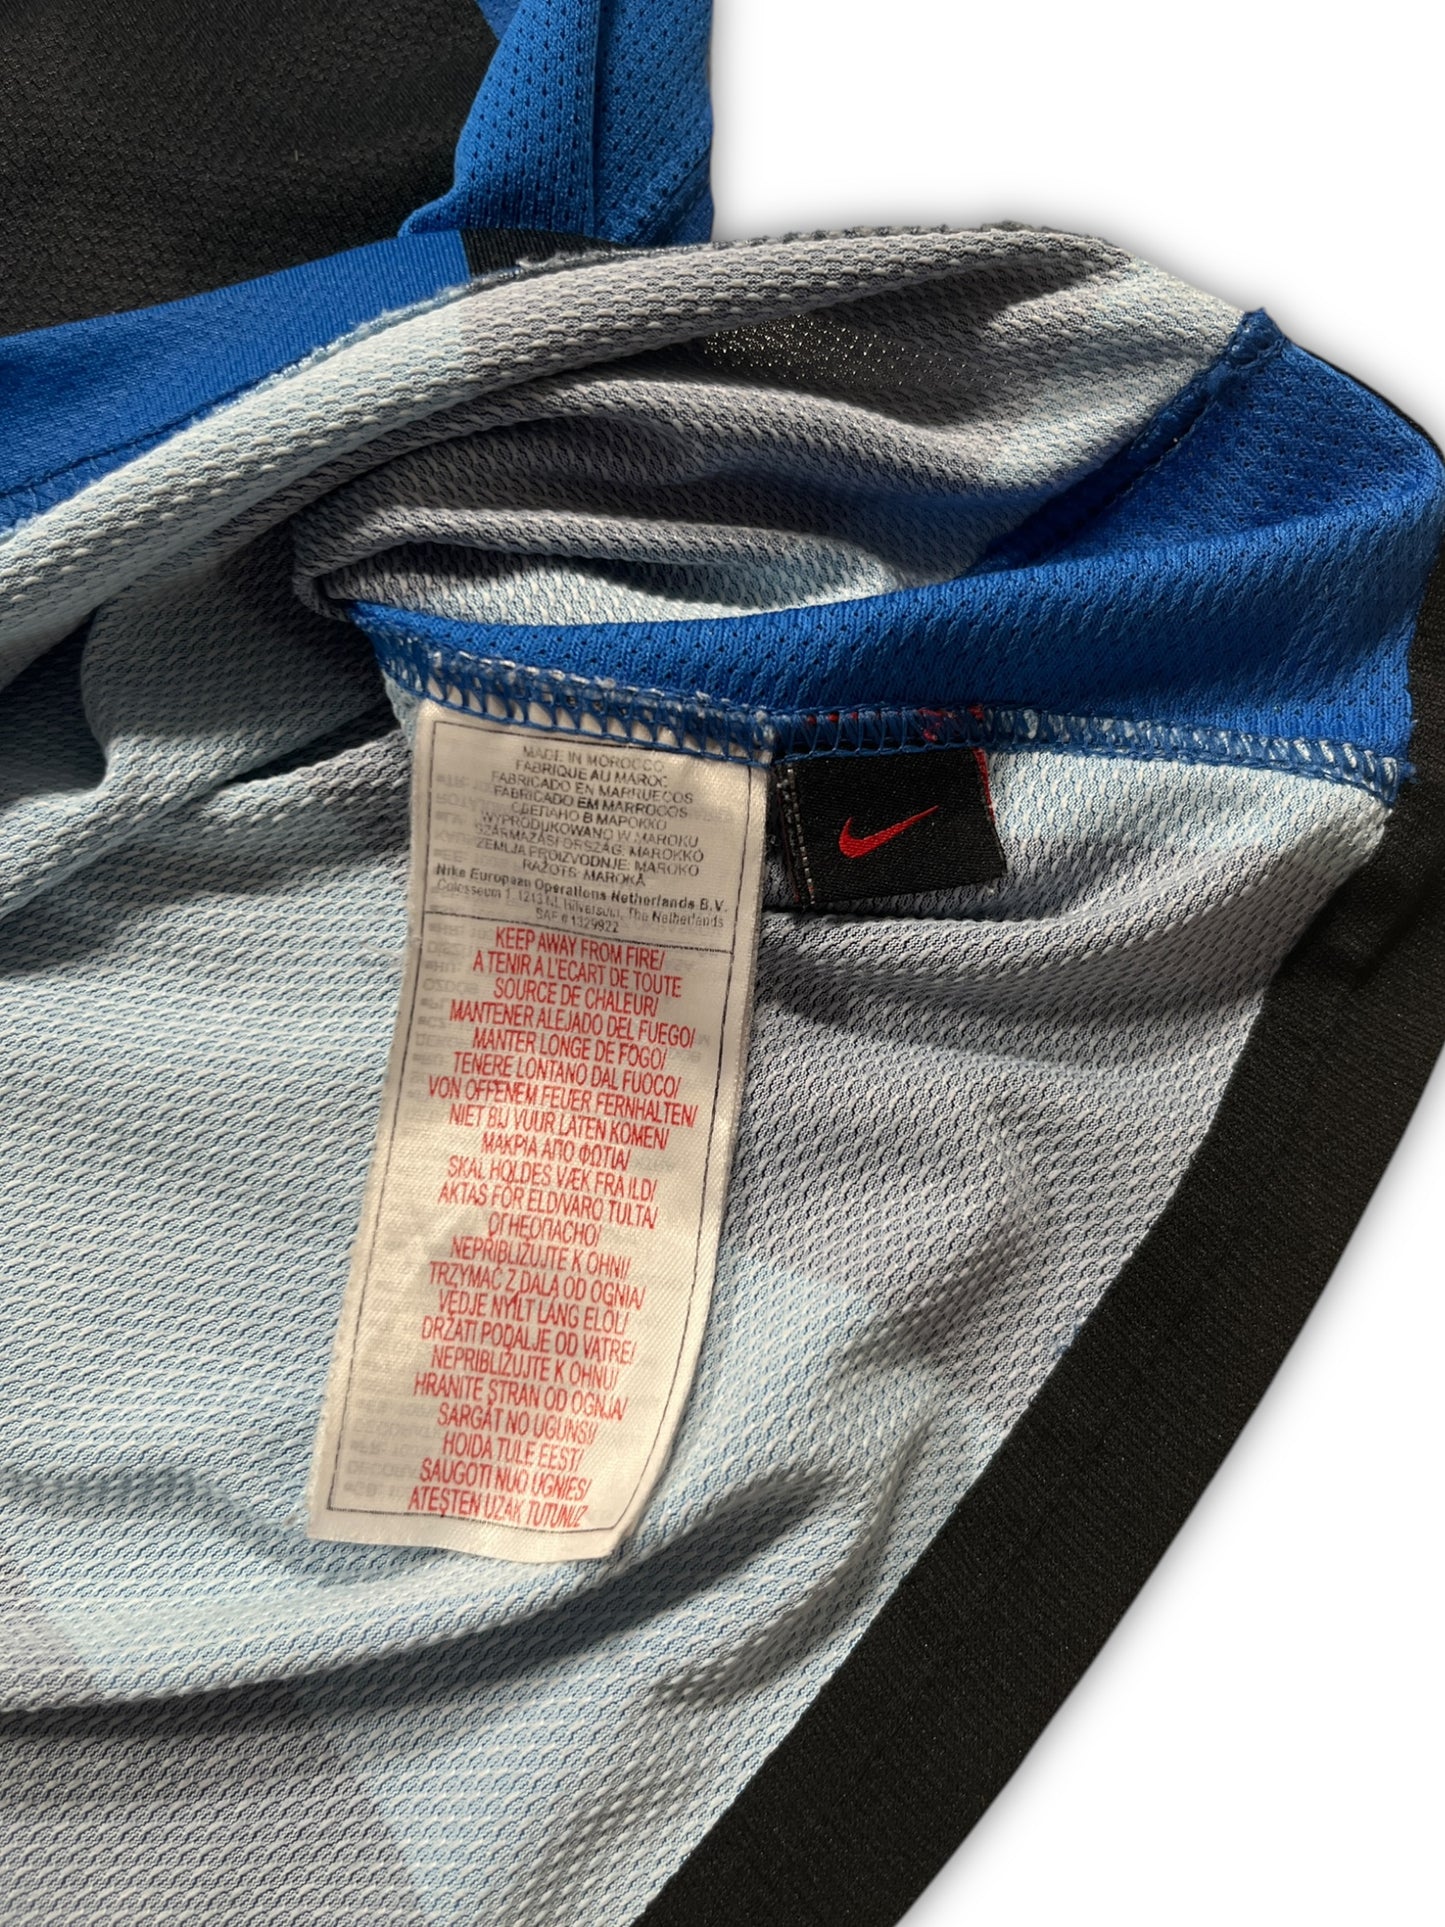 MADE IN MOROCCO
FABRIQUE AU MAROC
FABRICADO EN MARRUECOS
FABRICADO EM MARROCOS
СДЕЛАНО В МАРОККО
WYPRODUKOWANO W MAROKU
SZÁRMAZÁSI ORSZÁG: MAROKKÓ
ZEMLJA PROIZVODNJE: MAROKO
RAŽOTS: MAROKĀ
Nike European Operations Netherlands B.V.
Colosseum 1, 1213 NL Hilversum, The Netherlands
SAF # 1329922
KEEP AWAY FROM FIRE/
A TENIR A L'ECART DE TOUTE
SOURCE DE CHALEUR/
MANTENER ALEJADO DEL FUEGO/
MANTER LONGE DE FOGO/
TENERE LONTANO DAL FUOCO/
VON OFFENEM FEUER FERNHALTEN/
NIET BIJ VUUR LATEN KOMEN/
ΜΑΚΡΙΑ ΑΠΟ ΦΩΤΙΑ/
SKAL HOLDES VÆK FRA ILD/
AKTAS FÖR ELD/VARO TULTA/
ОГНЕОПАСНО/
NEPŘIBLIŽUJTE K OHNI/
TRZYMAĆ Z DALA OD OGNIA/
VÉDJE NYÍLT LÁNG ELŐL/
DRŽATI PODALJE OD VATRE/
NEPRIBLIŽUJTE K OHŇU/
HRANITE STRAN OD OGNJA/
SARGĀT NO UGUNS/
HOIDA TULE EEST/
SAUGOTI NUO UGNIES/
ATEŞTEN UZAK TUTUNUZ